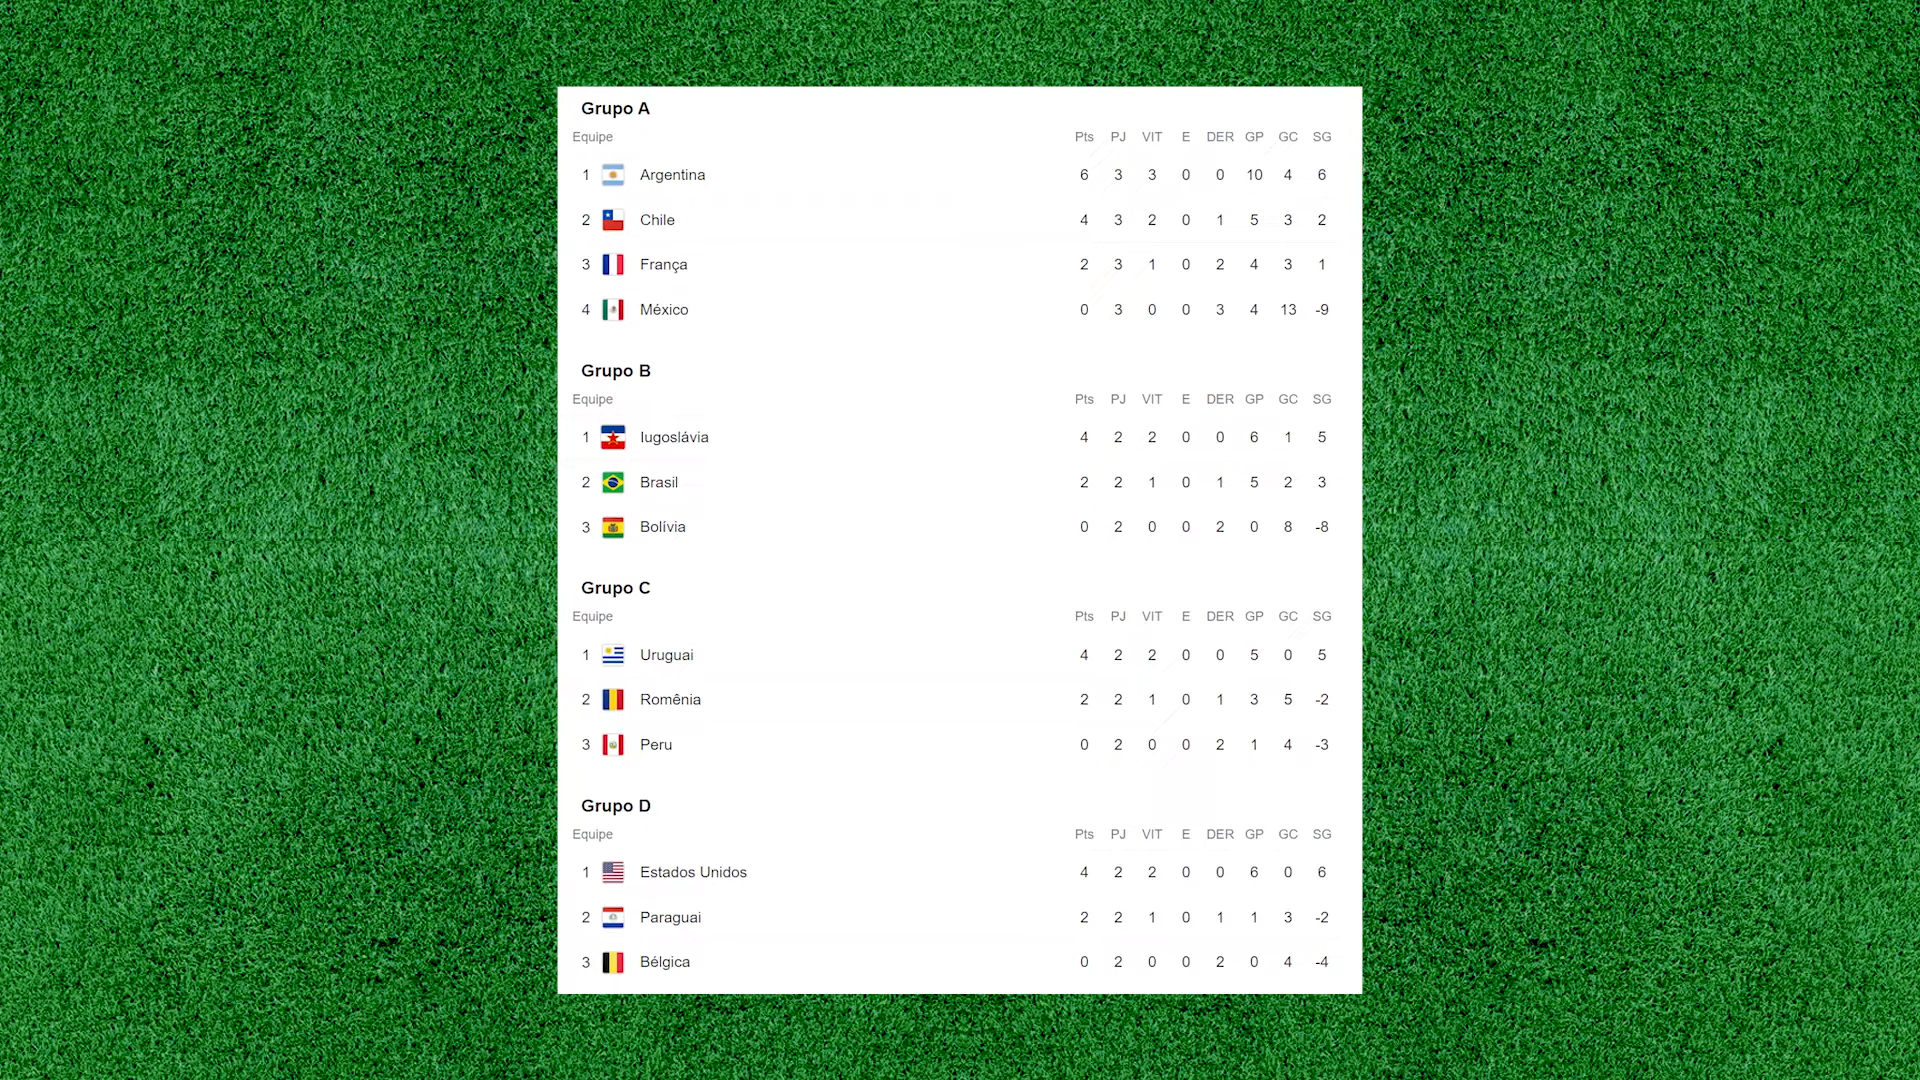 Grupo A
Equipe Pts PJ VIT E DER GP GC SG
1 Argentina 6 3 3 0 0 10 4 6
2 Chile 4 3 2 0 1 5 3 2
3 França 2 3 1 0 2 4 3 1
4 México 0 3 0 0 3 4 13 -9
Grupo B
Equipe Pts PJ VIT E DER GP GC SG
1 Iugoslávia 4 2 2 0 0 6 1 5
2 Brasil 2 2 1 0 1 5 2 3
3 Bolívia 0 2 0 0 2 0 8 -8
Grupo C
Equipe Pts PJ VIT E DER GP GC SG
1 Uruguai 4 2 2 0 0 5 0 5
2 Romênia 2 2 1 0 1 3 5 -2
3 Peru 0 2 0 0 2 1 4 -3
Grupo D
Equipe Pts PJ VIT E DER GP GC SG
1 Estados Unidos 4 2 2 0 0 6 0 6
2 Paraguai 2 2 1 0 1 1 3 -2
3 Bélgica 0 2 0 0 2 0 4 -4